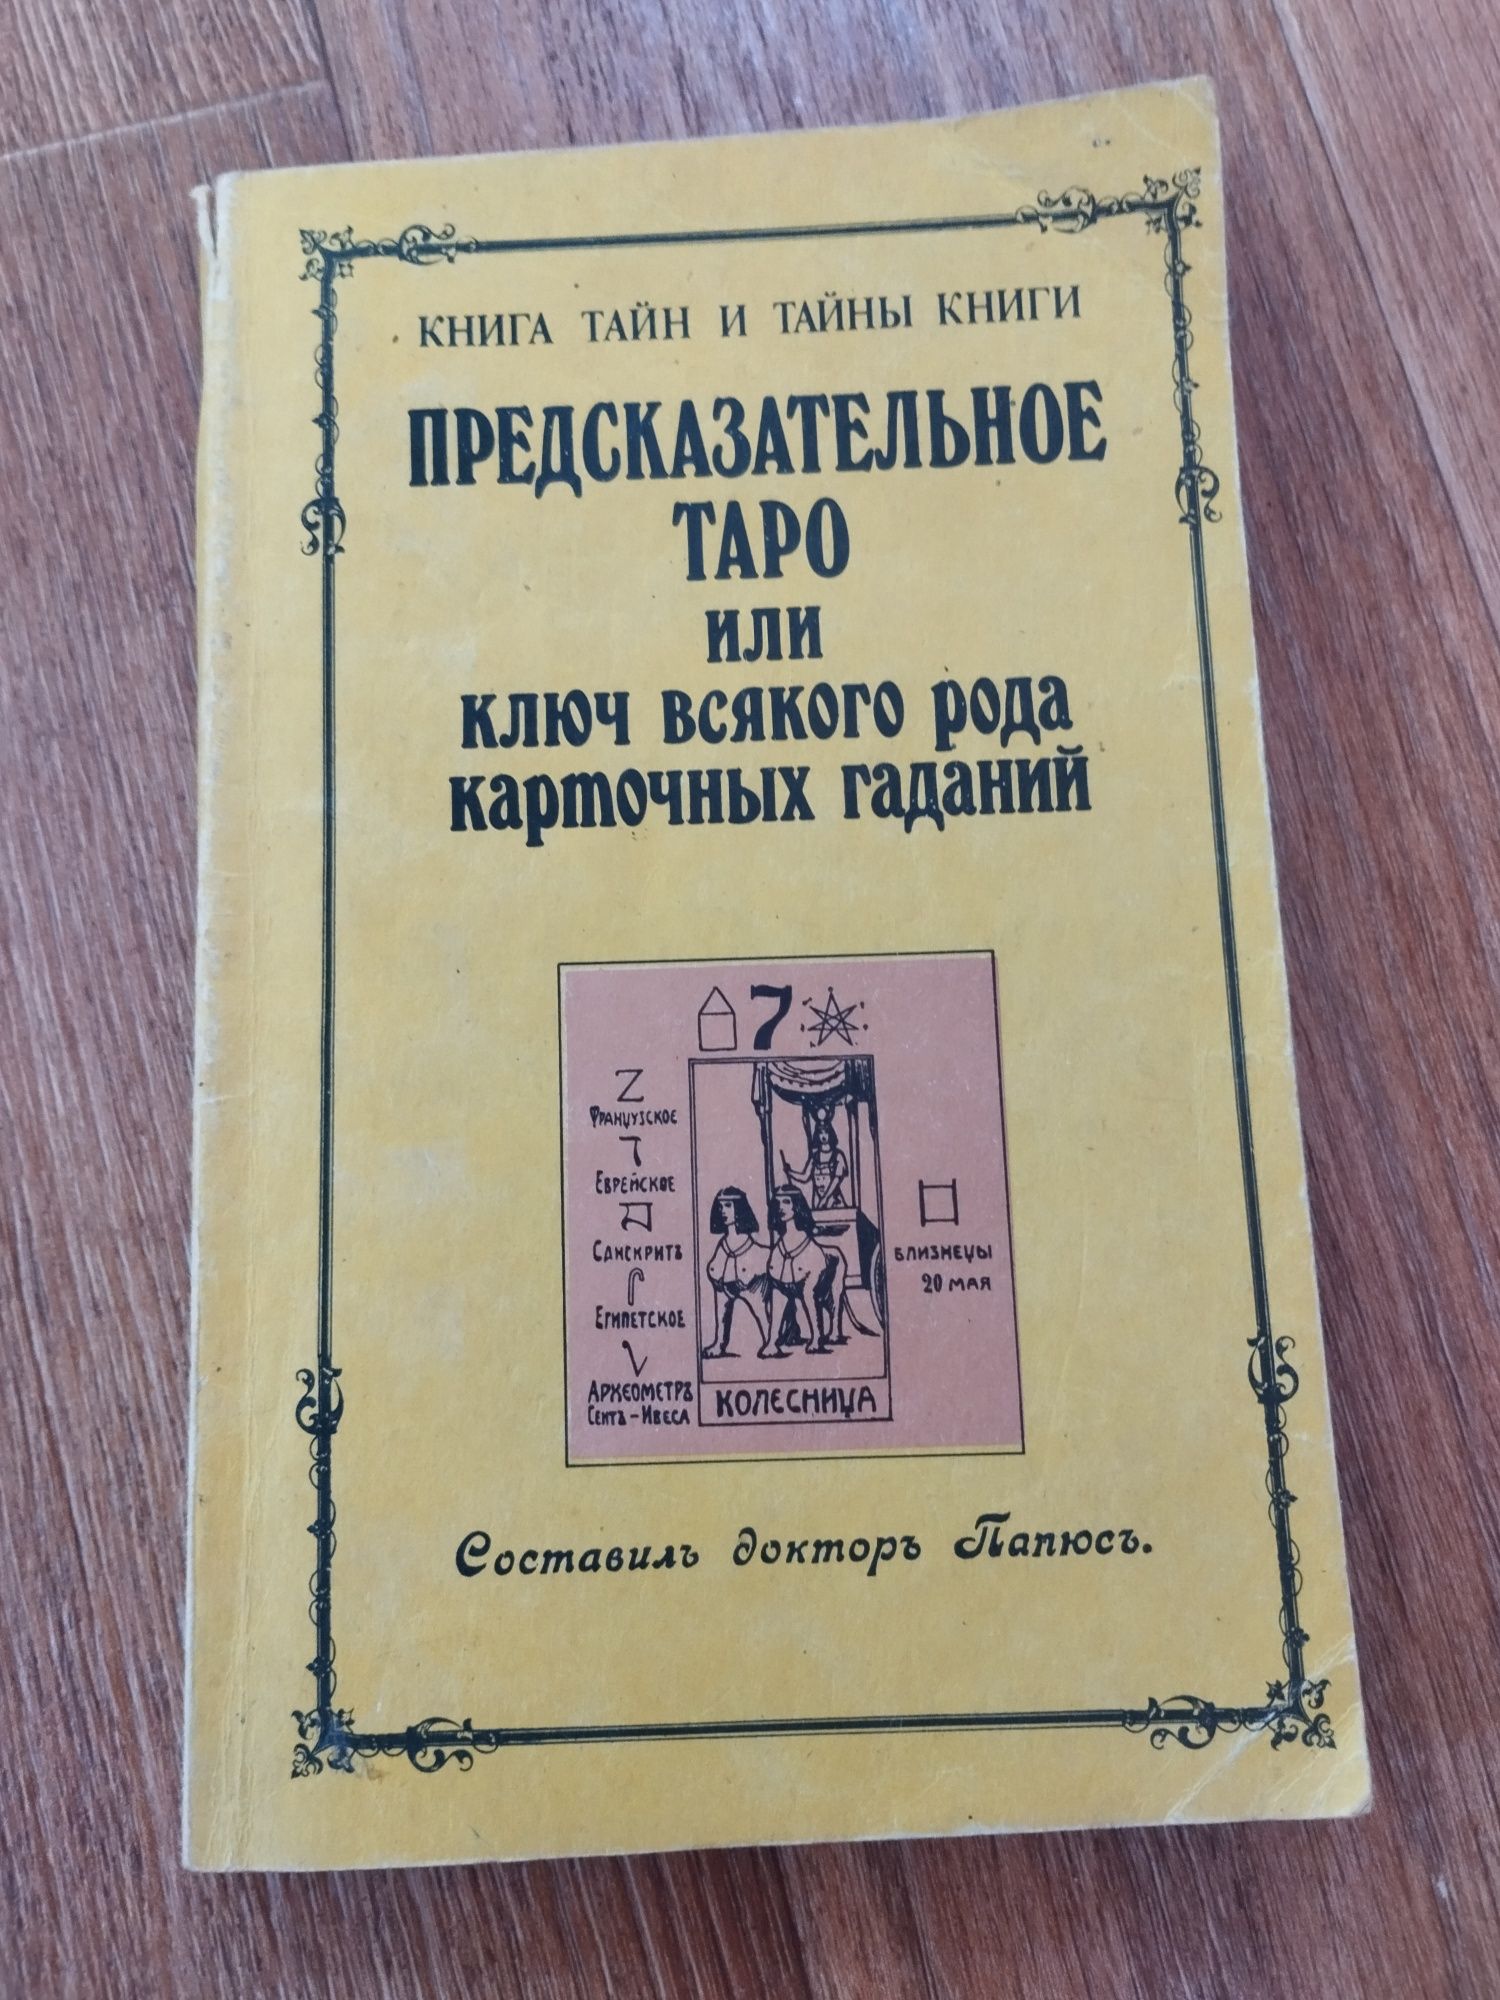 КНИГА ТАЙН И ТАЙНЫ КНИГИ
ПРЕДСКАЗАТЕЛЬНОЕ
ТАРО
ИЛИ
КЛЮЧ ВСЯКОГО РОДА
КАРТОЧНЫХ ГАДАНИЙ
7
Z
ФРАНЦУЗСКОЕ
ЕВРЕЙСКОЕ
САНСКРИТЪ
ЕГИПЕТСКОЕ
АРХЕОМЕТРЪ
СЕНТЪ-ИВЕСА
БЛИЗНЕЦЫ
20 МАЯ
КОЛЕСНИЦА
Составилъ докторъ Папюсъ.